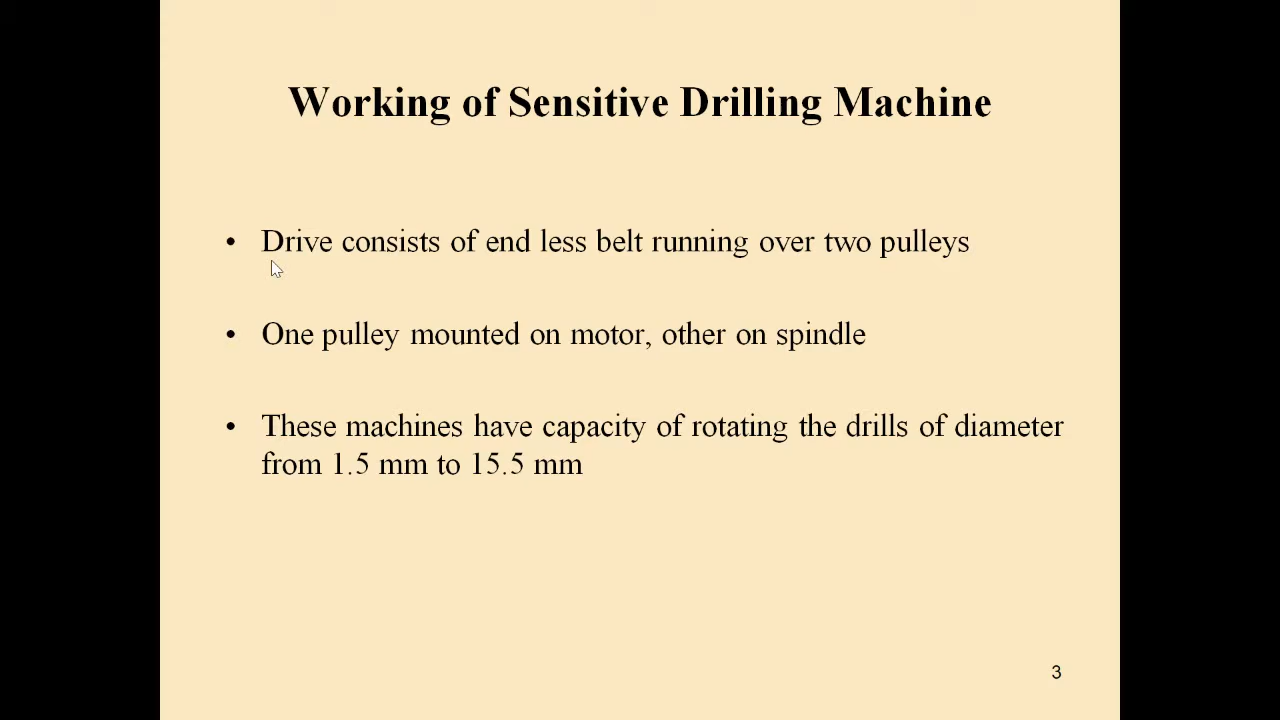 Working of Sensitive Drilling Machine
• Drive consists of end less belt running over two pulleys
• One pulley mounted on motor, other on spindle
• These machines have capacity of rotating the drills of diameter
from 1.5 mm to 15.5 mm
3